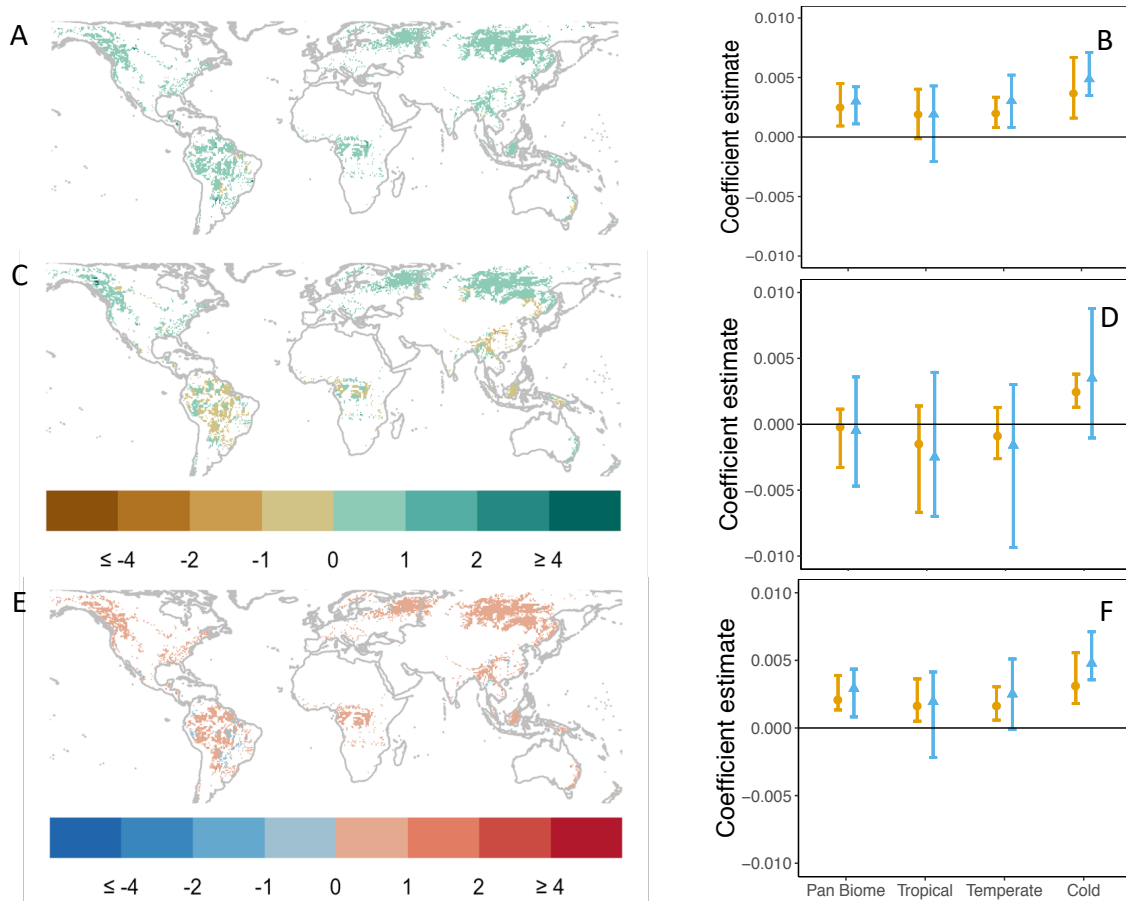 A
B
0.010
0.005
0.000
−0.005
−0.010
Coefficient estimate
C
D
0.010
0.005
0.000
−0.005
−0.010
Coefficient estimate
≤ -4 -2 -1 0 1 2 ≥ 4
E
F
0.010
0.005
0.000
−0.005
−0.010
Coefficient estimate
Pan Biome Tropical Temperate Cold
≤ -4 -2 -1 0 1 2 ≥ 4